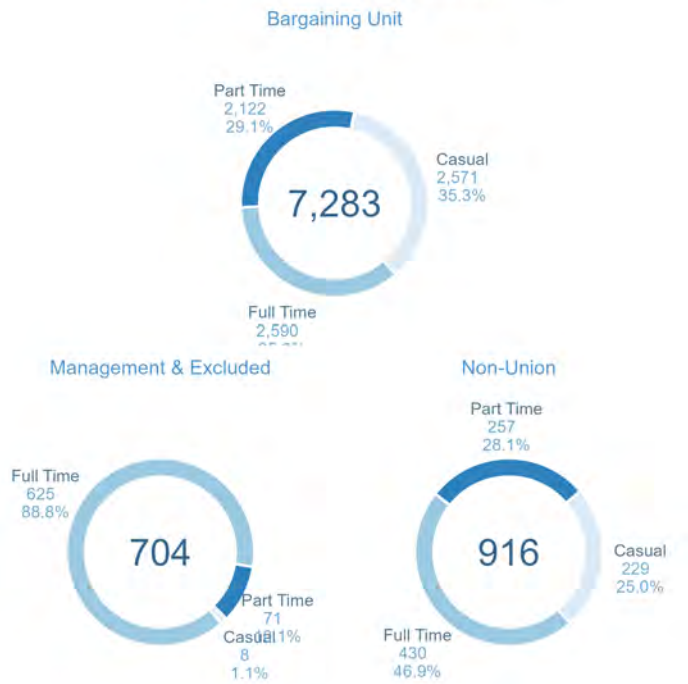 Bargaining Unit
Part Time
2,122
29.1%
Casual
2,571
35.3%
7,283
Full Time
2,590
Management & Excluded
Full Time
625
88.8%
704
Part Time
71
Casual
8
1.1%
Non-Union
Part Time
257
28.1%
916
Casual
229
25.0%
Full Time
430
46.9%